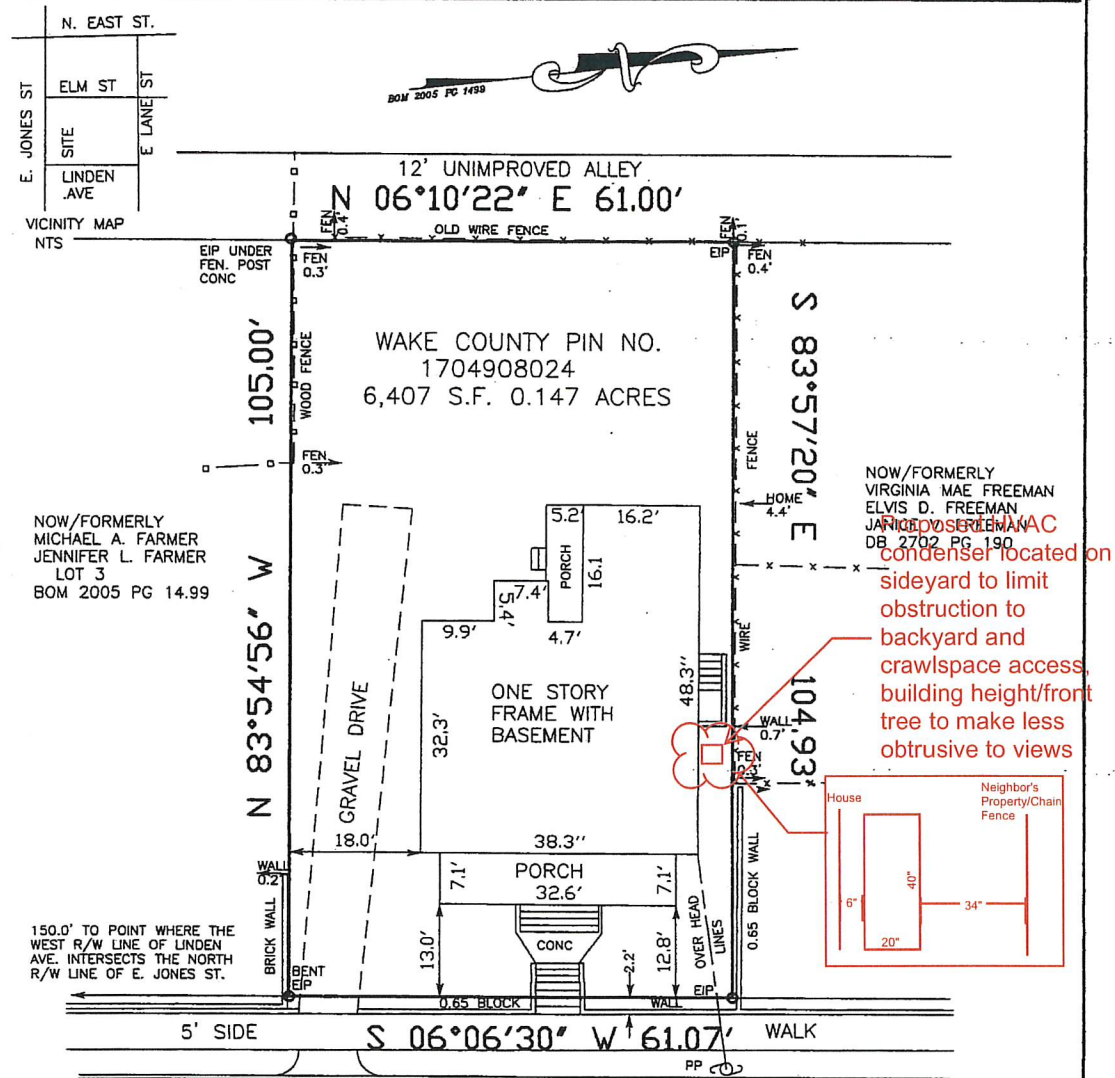 N. EAST ST.
E. JONES ST
ELM ST
E LANE ST
SITE
LINDEN
AVE
VICINITY MAP
NTS
BOM 2005 PG 1499
N
12' UNIMPROVED ALLEY
N 06°10'22" E 61.00'
FEN
0.4'
OLD WIRE FENCE
FEN
0.1'
EIP UNDER
FEN. POST
CONC
FEN
0.3'
EIP
FEN
0.4'
WAKE COUNTY PIN NO.
1704908024
6,407 S.F. 0.147 ACRES
N 83°54'56" W 105.00'
WOOD FENCE
FEN
0.3'
S 83°57'20" E 104.93'
FENCE
WIRE
HOME
4.4'
NOW/FORMERLY
VIRGINIA MAE FREEMAN
ELVIS D. FREEMAN
JANICE V. FREEMAN
DB 2702 PG 190
NOW/FORMERLY
MICHAEL A. FARMER
JENNIFER L. FARMER
LOT 3
BOM 2005 PG 14.99
Proposed HVAC
condenser located on
sideyard to limit
obstruction to
backyard and
crawlspace access,
building height/front
tree to make less
obtrusive to views
5.2'
16.2'
PORCH
16.1
7.4'
5.4'
9.9'
4.7'
ONE STORY
FRAME WITH
BASEMENT
32.3'
48.3''
GRAVEL DRIVE
WALL
0.7'
FEN
0.3'
House
Neighbor's
Property/Chain
Fence
6"
40"
34"
20"
18.0'
38.3''
PORCH
32.6'
7.1'
7.1'
WALL
0.2'
BRICK WALL
13.0'
CONC
2.2'
12.8'
OVER HEAD
LINES
0.65 BLOCK WALL
150.0' TO POINT WHERE THE
WEST R/W LINE OF LINDEN
AVE. INTERSECTS THE NORTH
R/W LINE OF E. JONES ST.
BENT
EIP
EIP
0.65 BLOCK WALL
5' SIDE WALK
S 06°06'30" W 61.07'
PP